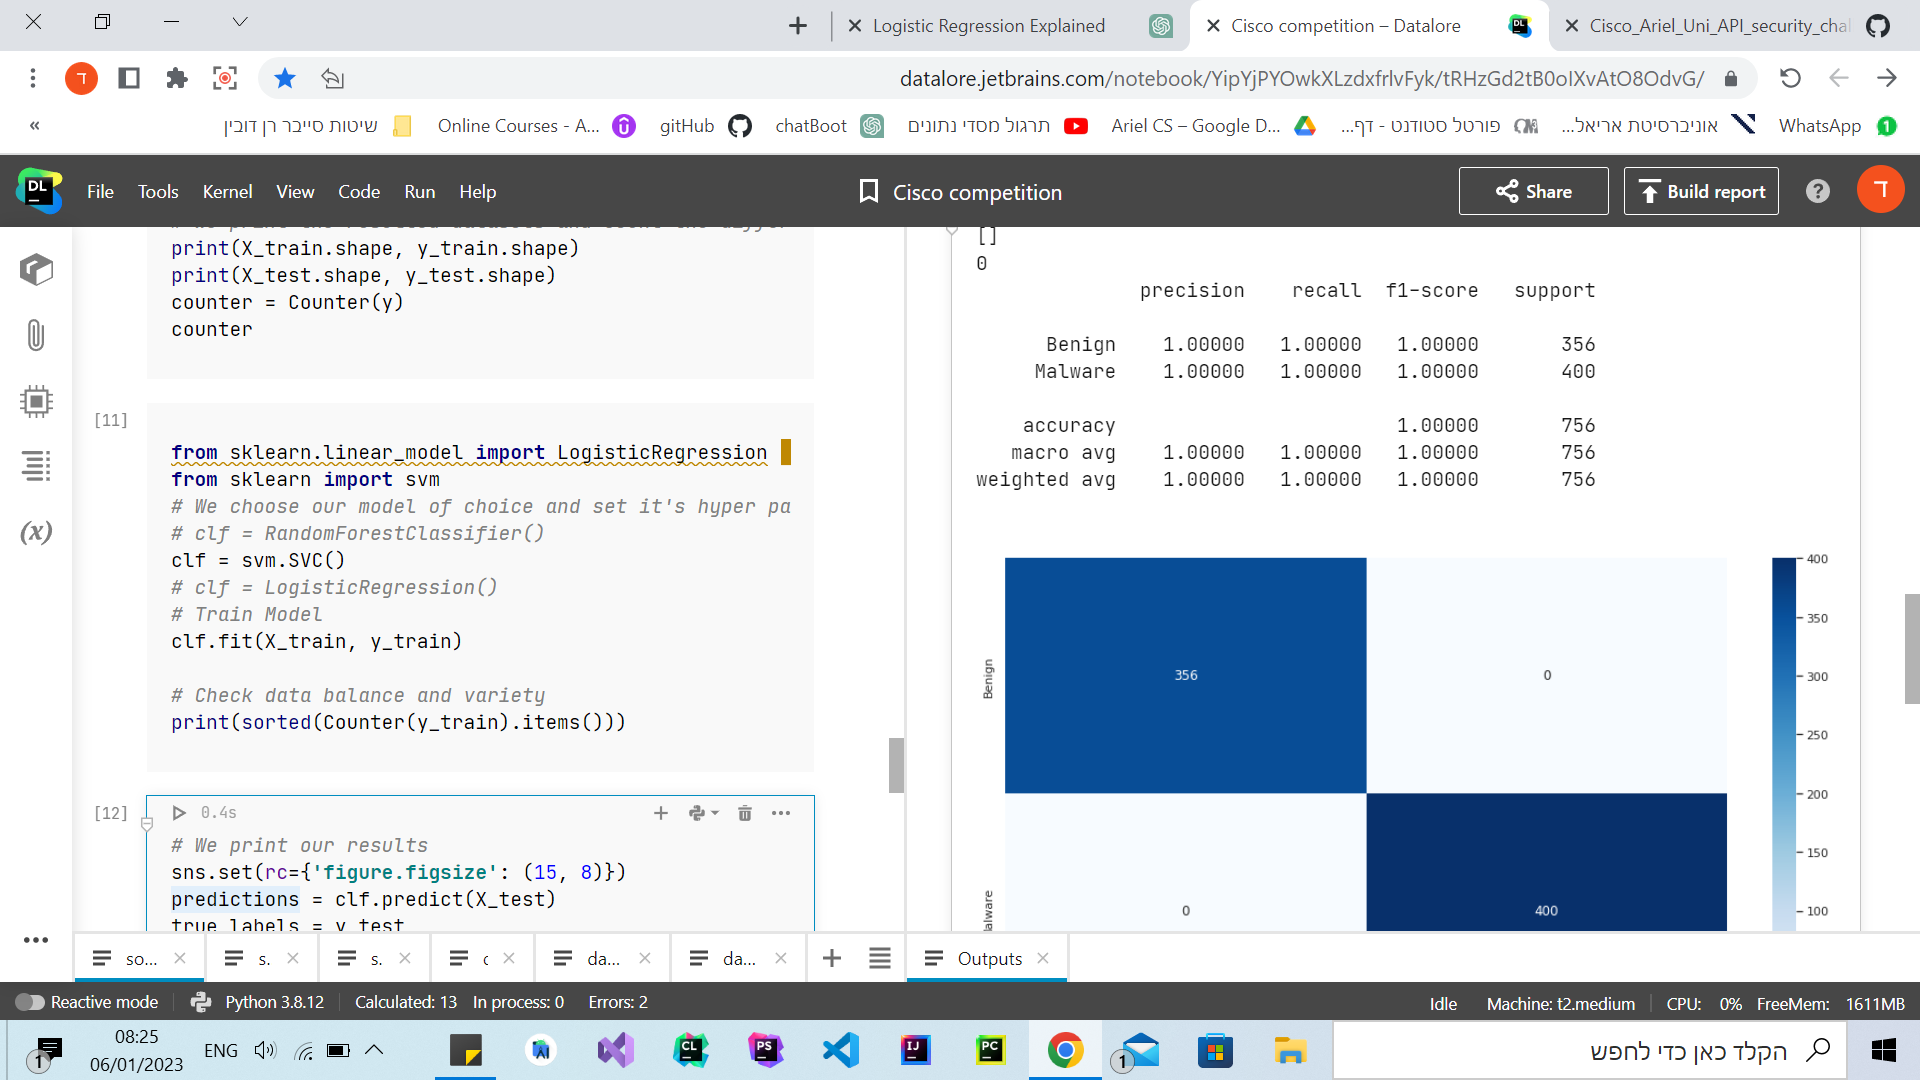 Logistic Regression Explained
Cisco competition – Datalore
Cisco_Ariel_Uni_API_security_chal
ד
datalore.jetbrains.com/notebook/YipYjPYOwkXLzdxfrlvFyk/tRHzGd2tB0oIXvAtO8OdvG/
«
שיטות סייבר רן דובין
Online Courses - A...
gitHub
chatBoot
תרגול מסדי נתונים
Ariel CS – Google D...
פורטל סטודנט - דף...
אוניברסיטת אריאל...
WhatsApp
1
DL
File Tools Kernel View Code Run Help
Cisco competition
Share
Build report
?
ד
print(X_train.shape, y_train.shape)
print(X_test.shape, y_test.shape)
counter = Counter(y)
counter
[11]
from sklearn.linear_model import LogisticRegression
from sklearn import svm
# We choose our model of choice and set it's hyper pa
# clf = RandomForestClassifier()
clf = svm.SVC()
# clf = LogisticRegression()
# Train Model
clf.fit(X_train, y_train)
# Check data balance and variety
print(sorted(Counter(y_train).items()))
[12]
0.4s
# We print our results
sns.set(rc={'figure.figsize': (15, 8)})
predictions = clf.predict(X_test)
true_labels = y_test
(x)
[]
0
precision recall f1-score support
Benign 1.00000 1.00000 1.00000 356
Malware 1.00000 1.00000 1.00000 400
accuracy 1.00000 756
macro avg 1.00000 1.00000 1.00000 756
weighted avg 1.00000 1.00000 1.00000 756
Benign
356 0
0 400
400
350
300
250
200
150
100
so...
s.
s.
da...
da...
Outputs
Reactive mode
Python 3.8.12
Calculated: 13 In process: 0 Errors: 2
Idle Machine: t2.medium CPU: 0% FreeMem: 1611MB
1
08:25
06/01/2023
ENG
CL
PS
IJ
PC
1
הקלד כאן כדי לחפש